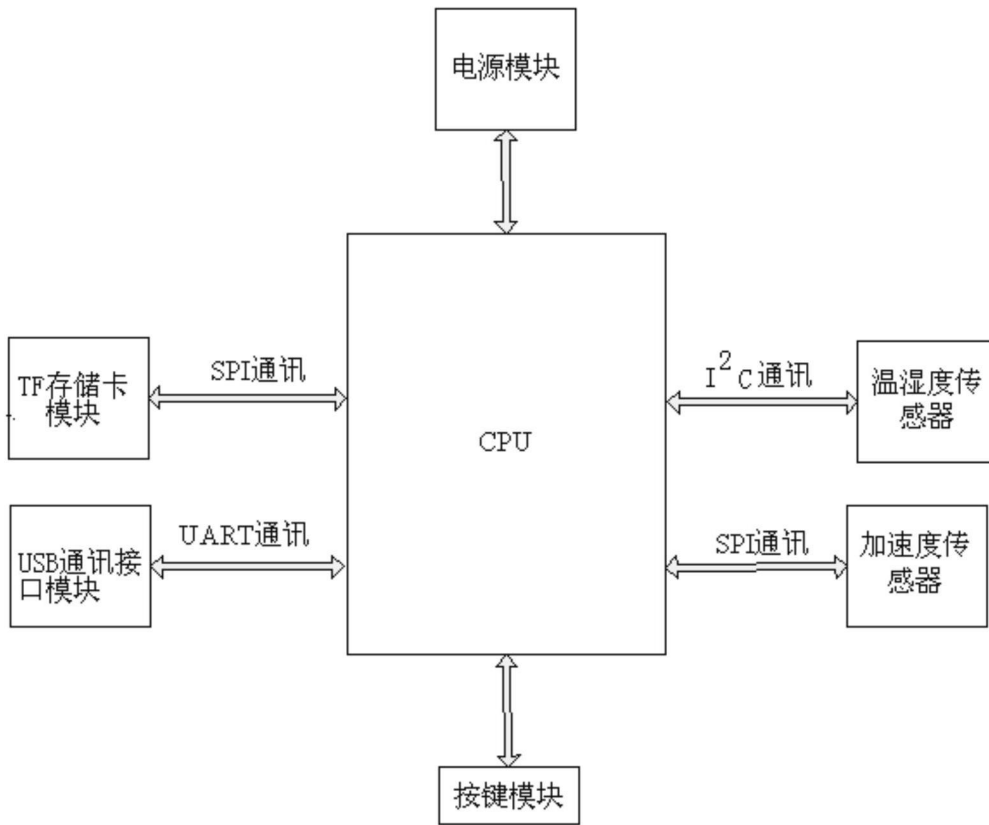 电源模块
TF存储卡
模块
SPI通讯
I²C通讯
温湿度传
感器
CPU
USB通讯接
口模块
UART通讯
SPI通讯
加速度传
感器
按键模块